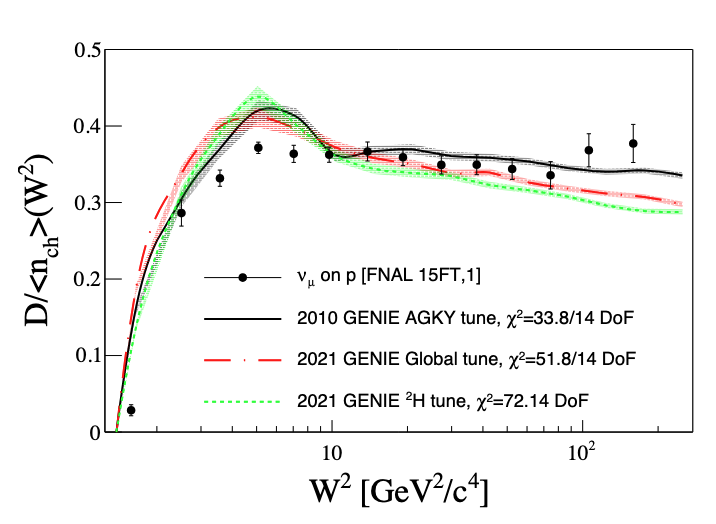 D/<n_ch>(W²)
0.5
0.4
0.3
0.2
0.1
0
ν_μ on p [FNAL 15FT,1]
2010 GENIE AGKY tune, χ²=33.8/14 DoF
2021 GENIE Global tune, χ²=51.8/14 DoF
2021 GENIE ²H tune, χ²=72.14 DoF
10
10²
W² [GeV²/c⁴]